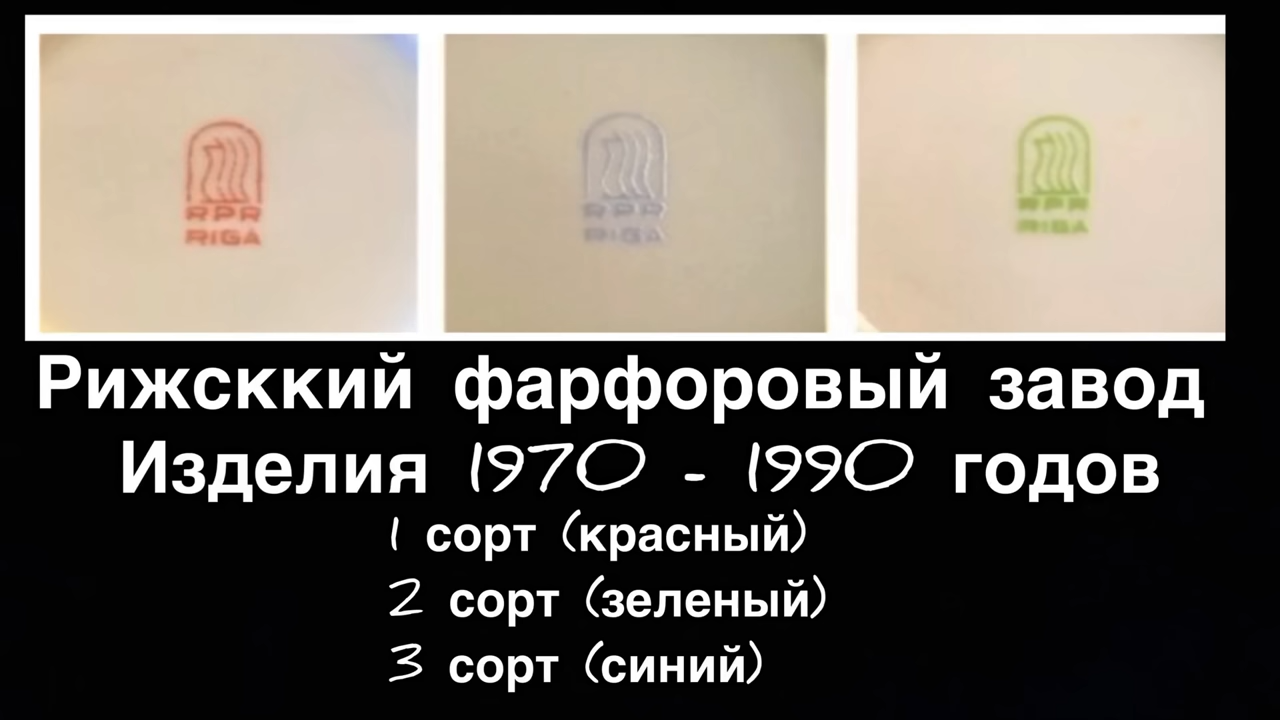 RPR RPR RPR
RIGA RIGA RIGA
Рижсккий фарфоровый завод
Изделия 1970 - 1990 годов
1 сорт (красный)
2 сорт (зеленый)
3 сорт (синий)